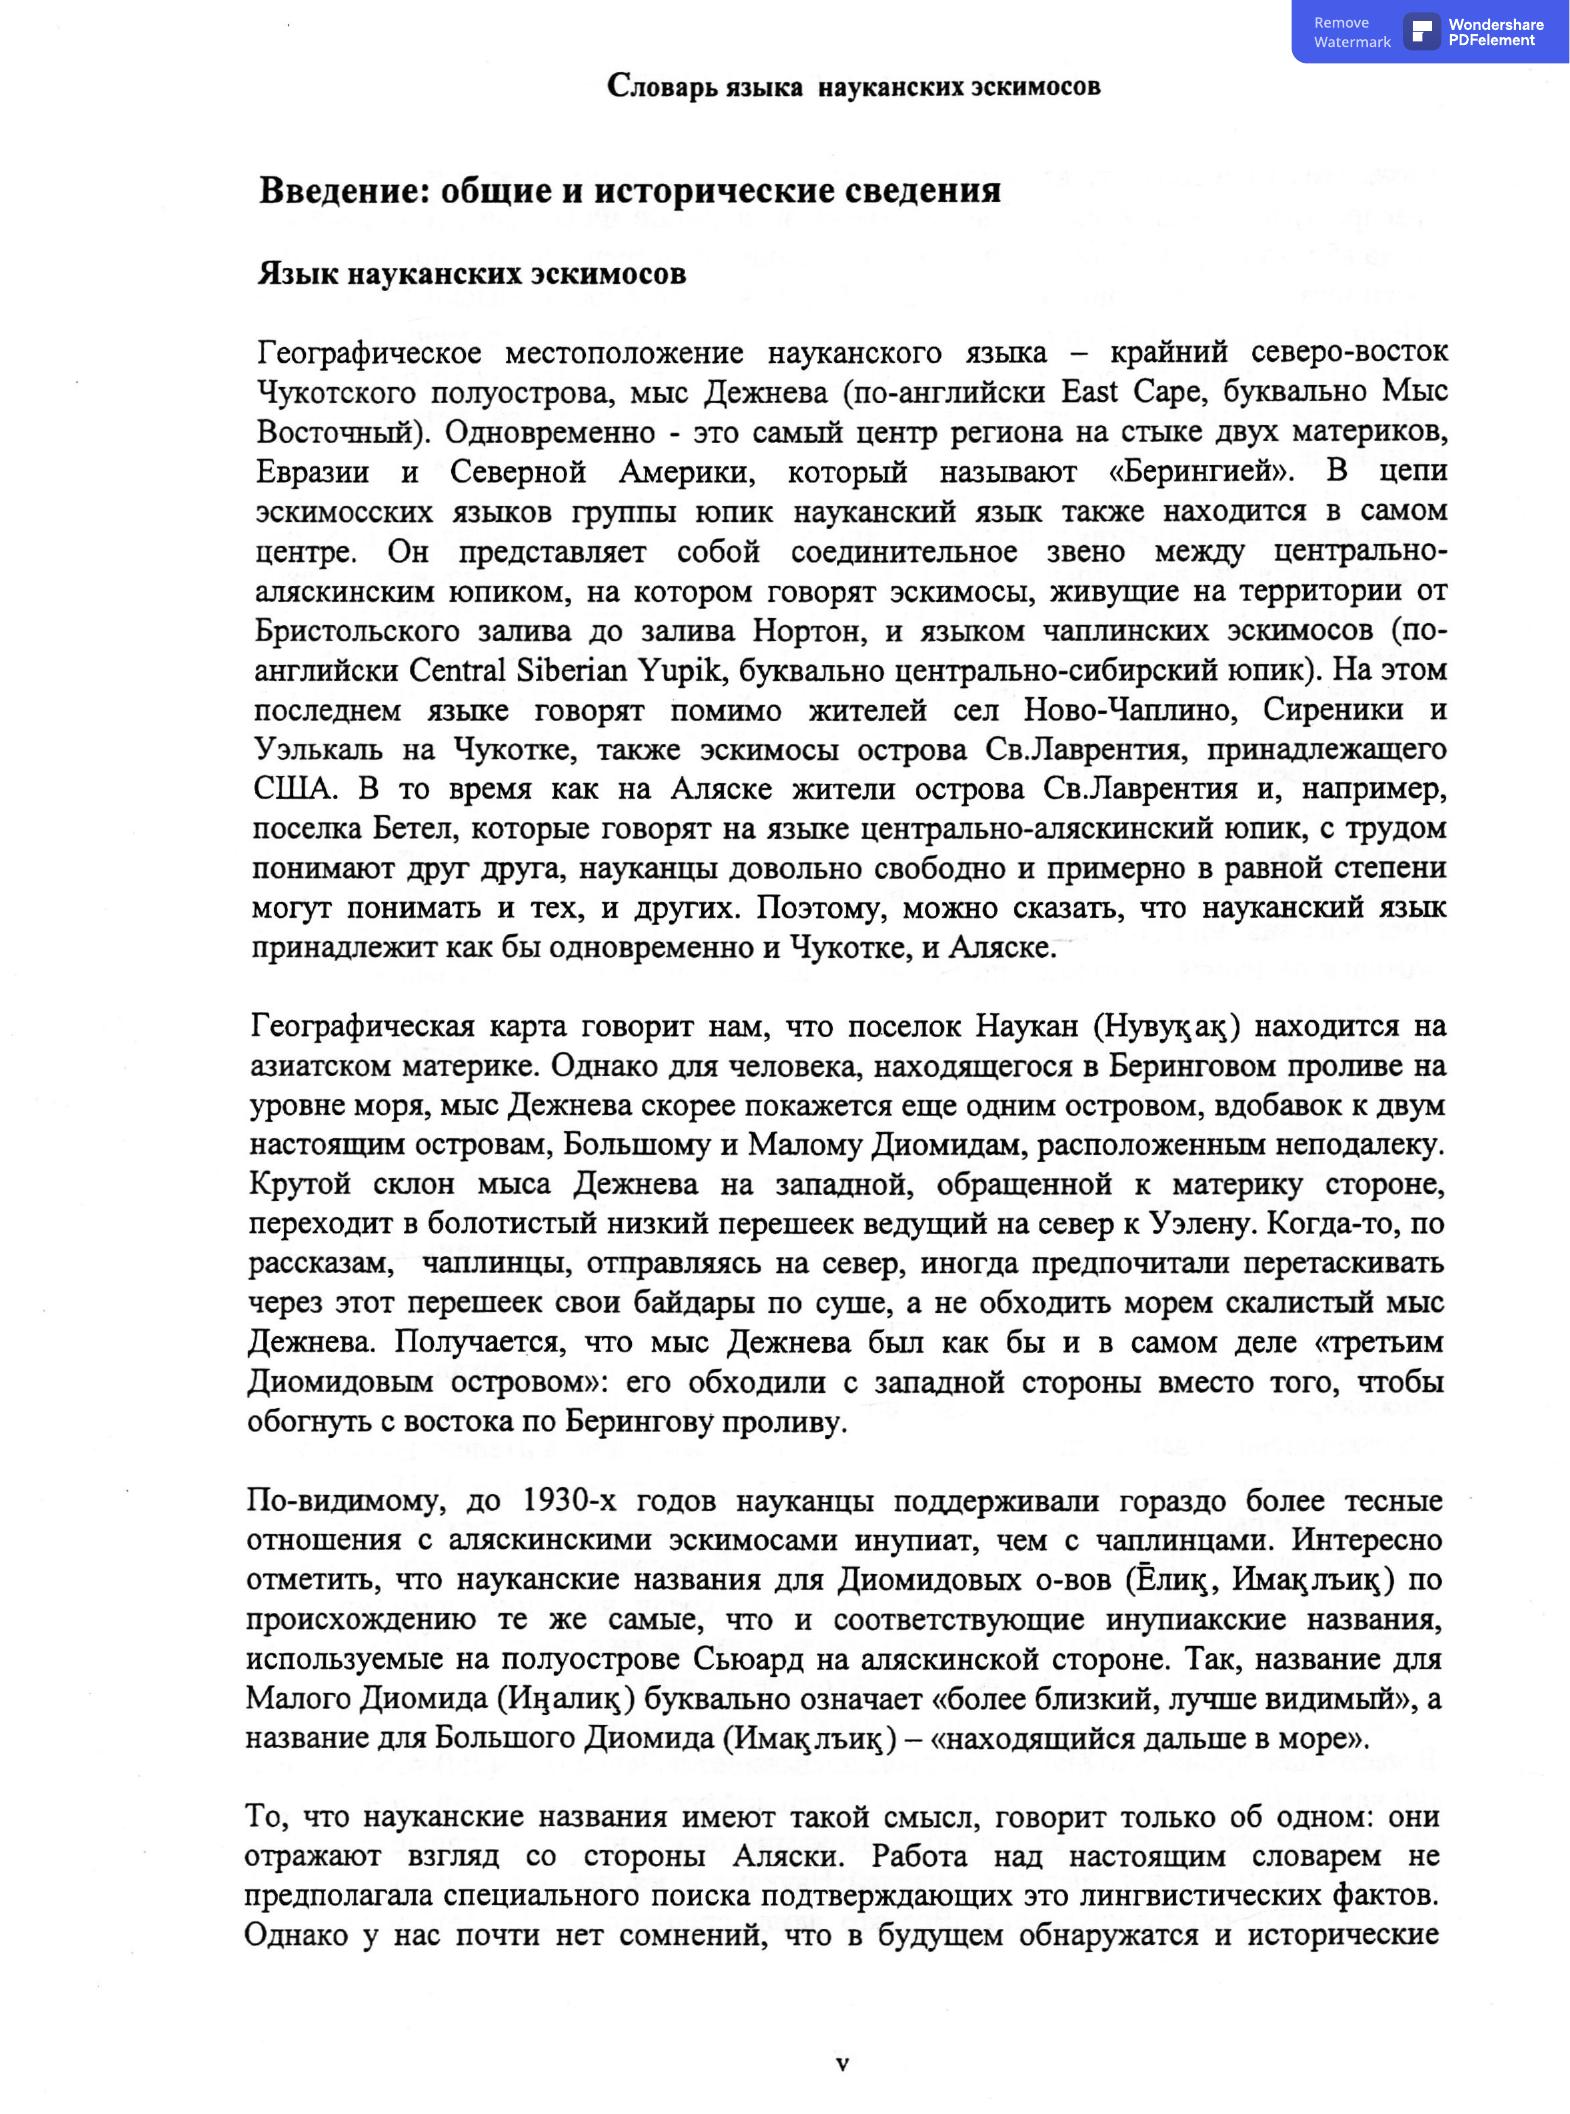 Remove
Watermark
Wondershare
PDFelement
Словарь языка науканских эскимосов
Введение: общие и исторические сведения
Язык науканских эскимосов
Географическое местоположение науканского языка – крайний северо-восток
Чукотского полуострова, мыс Дежнева (по-английски East Cape, буквально Мыс
Восточный). Одновременно - это самый центр региона на стыке двух материков,
Евразии и Северной Америки, который называют «Берингией». В цепи
эскимосских языков группы юпик науканский язык также находится в самом
центре. Он представляет собой соединительное звено между центрально-
аляскинским юпиком, на котором говорят эскимосы, живущие на территории от
Бристольского залива до залива Нортон, и языком чаплинских эскимосов (по-
английски Central Siberian Yupik, буквально центрально-сибирский юпик). На этом
последнем языке говорят помимо жителей сел Ново-Чаплино, Сиреники и
Уэлькаль на Чукотке, также эскимосы острова Св.Лаврентия, принадлежащего
США. В то время как на Аляске жители острова Св.Лаврентия и, например,
поселка Бетел, которые говорят на языке центрально-аляскинский юпик, с трудом
понимают друг друга, науканцы довольно свободно и примерно в равной степени
могут понимать и тех, и других. Поэтому, можно сказать, что науканский язык
принадлежит как бы одновременно и Чукотке, и Аляске.
Географическая карта говорит нам, что поселок Наукан (Нувуӄаӄ) находится на
азиатском материке. Однако для человека, находящегося в Беринговом проливе на
уровне моря, мыс Дежнева скорее покажется еще одним островом, вдобавок к двум
настоящим островам, Большому и Малому Диомидам, расположенным неподалеку.
Крутой склон мыса Дежнева на западной, обращенной к материку стороне,
переходит в болотистый низкий перешеек ведущий на север к Уэлену. Когда-то, по
рассказам, чаплинцы, отправляясь на север, иногда предпочитали перетаскивать
через этот перешеек свои байдары по суше, а не обходить морем скалистый мыс
Дежнева. Получается, что мыс Дежнева был как бы и в самом деле «третьим
Диомидовым островом»: его обходили с западной стороны вместо того, чтобы
обогнуть с востока по Берингову проливу.
По-видимому, до 1930-х годов науканцы поддерживали гораздо более тесные
отношения с аляскинскими эскимосами инупиат, чем с чаплинцами. Интересно
отметить, что науканские названия для Диомидовых о-вов (Ēлиӄ, Имаӄлъиӄ) по
происхождению те же самые, что и соответствующие инупиакские названия,
используемые на полуострове Сьюард на аляскинской стороне. Так, название для
Малого Диомида (Иӈалиӄ) буквально означает «более близкий, лучше видимый», а
название для Большого Диомида (Имаӄлъиӄ) – «находящийся дальше в море».
То, что науканские названия имеют такой смысл, говорит только об одном: они
отражают взгляд со стороны Аляски. Работа над настоящим словарем не
предполагала специального поиска подтверждающих это лингвистических фактов.
Однако у нас почти нет сомнений, что в будущем обнаружатся и исторические
v